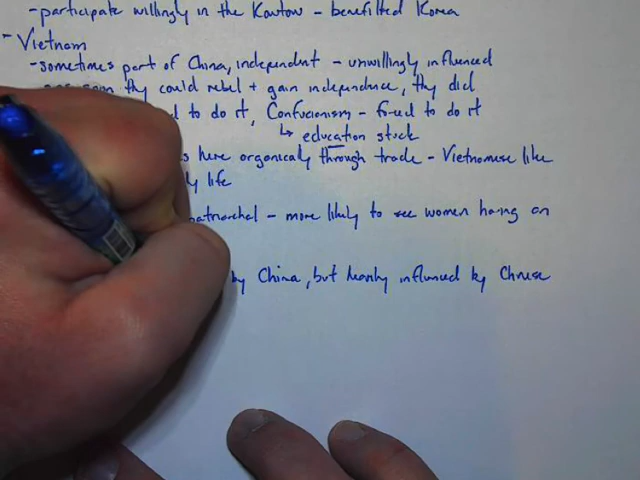 -participate willingly in the Kowtow - benefitted Korea
- Vietnam
-sometimes part of China, independent - unwillingly influenced
they could rebel + gain independence, they did
to do it, Confucianism - forced to do it
↳ education stuck
here organically through trade - Vietnamese like
life
patriarchal - more likely to see women having an
by China, but heavily influenced by Chinese